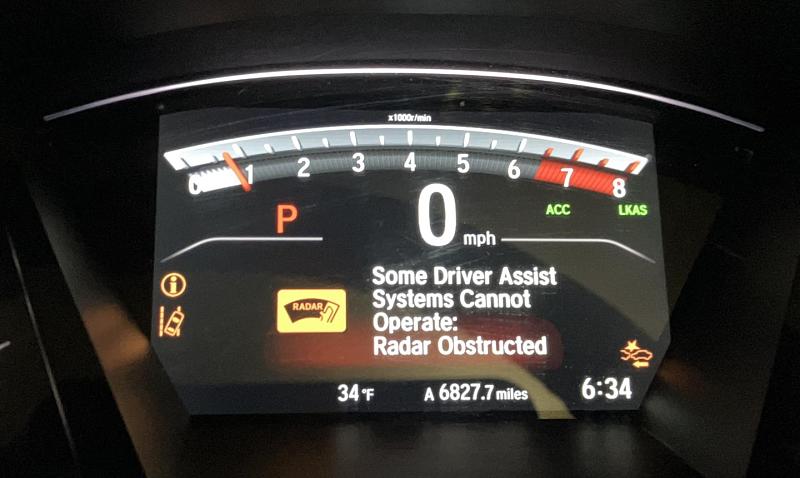 x1000r/min
0 1 2 3 4 5 6 7 8
P 0 mph ACC LKAS
Some Driver Assist
Systems Cannot
RADAR
Operate:
Radar Obstructed
34°F A 6827.7 miles 6:34